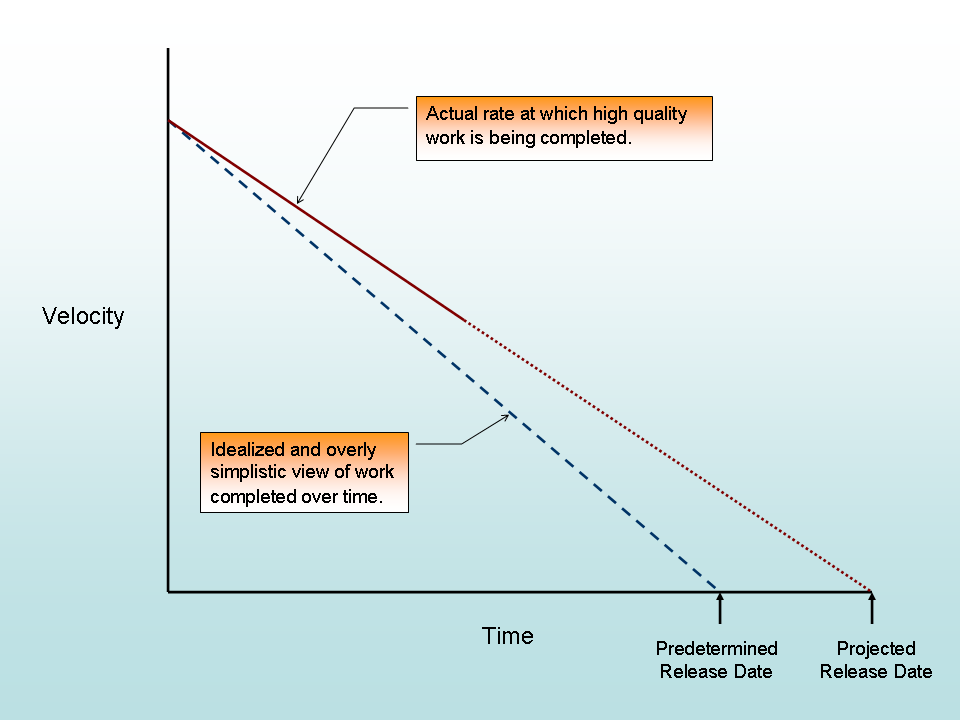 Actual rate at which high quality
work is being completed.
Velocity
Idealized and overly
simplistic view of work
completed over time.
Time
Predetermined
Release Date
Projected
Release Date